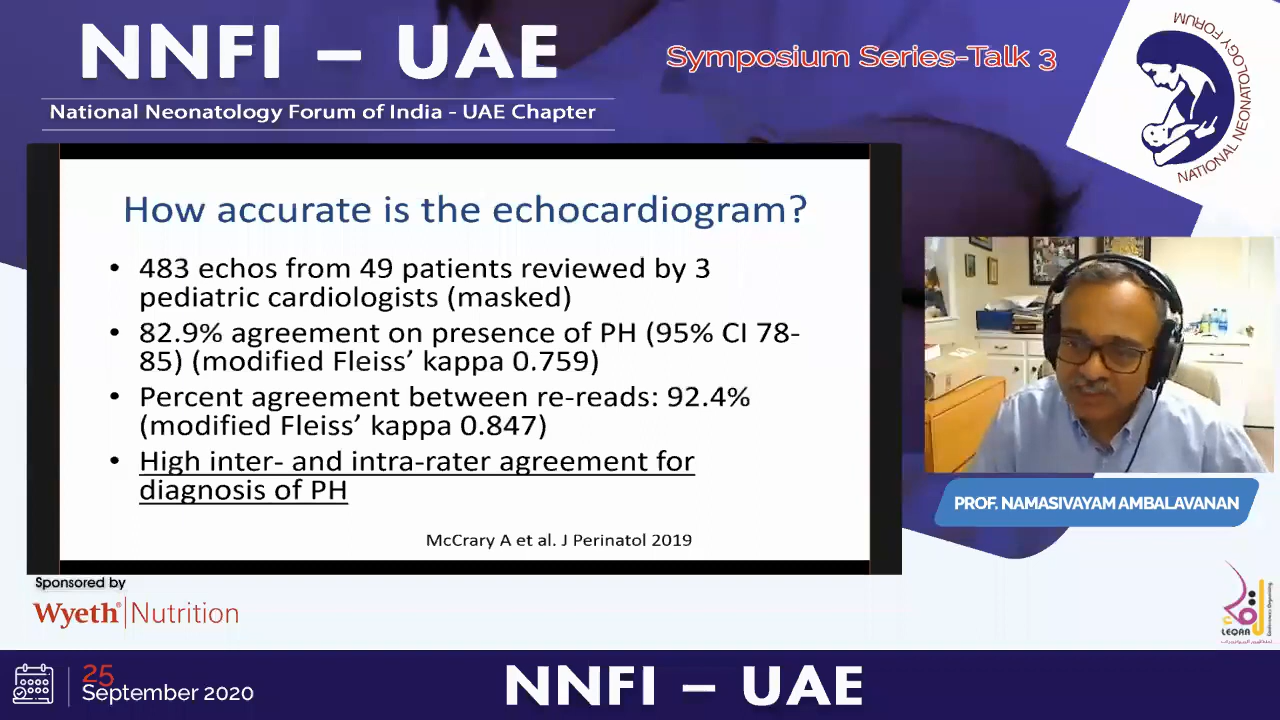 NNFI – UAE
National Neonatology Forum of India - UAE Chapter
Symposium Series-Talk 3
NATIONAL NEONATOLOGY FORUM
How accurate is the echocardiogram?
• 483 echos from 49 patients reviewed by 3
pediatric cardiologists (masked)
• 82.9% agreement on presence of PH (95% CI 78-
85) (modified Fleiss’ kappa 0.759)
• Percent agreement between re-reads: 92.4%
(modified Fleiss’ kappa 0.847)
• High inter- and intra-rater agreement for
diagnosis of PH
McCrary A et al. J Perinatol 2019
PROF. NAMASIVAYAM AMBALAVANAN
Sponsored by
Wyeth® | Nutrition
LEQAA
25
September 2020
NNFI – UAE